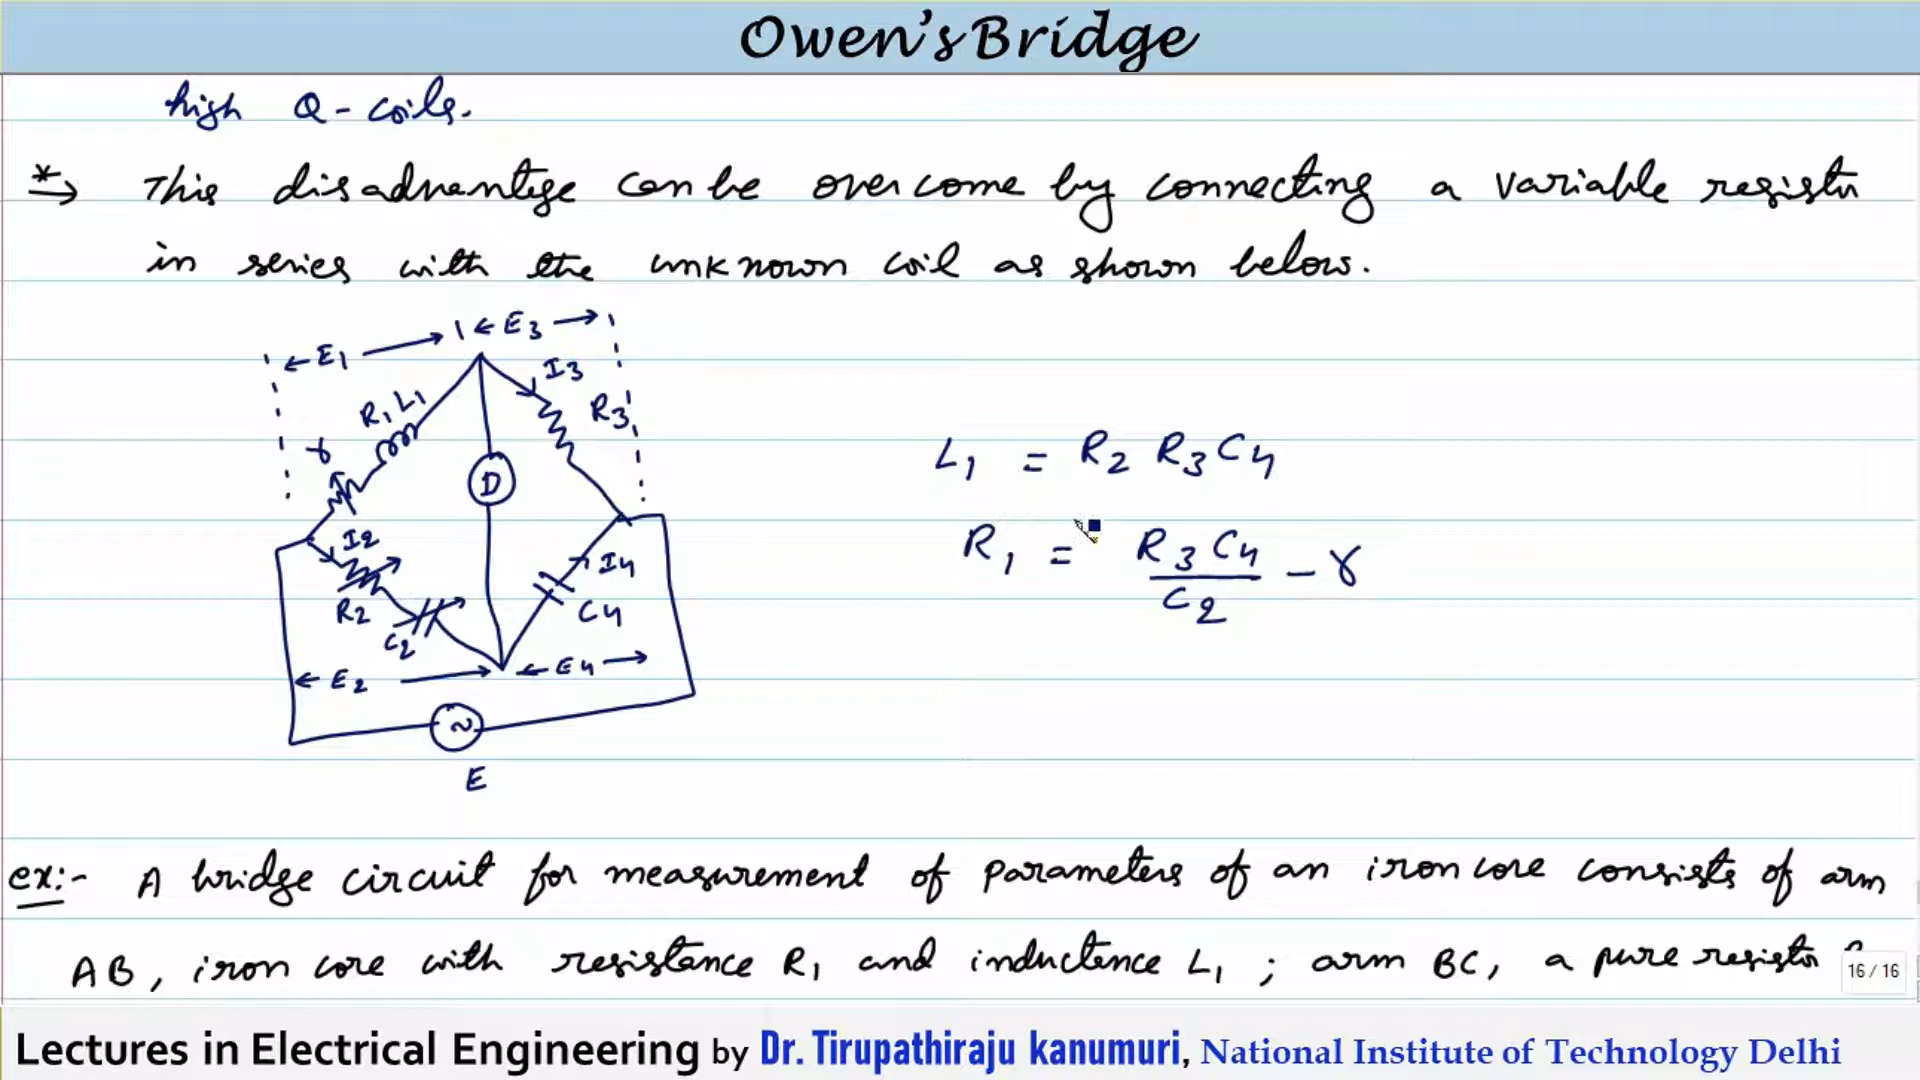 Owen'sBridge
high Q-coils.
* → This disadvantage can be overcome by connecting a variable resistr
in series with the unknown coil as shown below.
← E1 → | ← E3 →
I3
R1 L1
R3
r
D
I2
I4
R2
C2
C4
← E2 → ← E4 →
~
E
L1 = R2 R3 C4
R1 = R3 C4 / C2 - r
ex:- A bridge circuit for measurement of parameters of an iron core consists of arm
AB, iron core with resistance R1 and inductence L1 ; arm BC, a pure resistr
16 / 16
Lectures in Electrical Engineering by Dr. Tirupathiraju kanumuri, National Institute of Technology Delhi